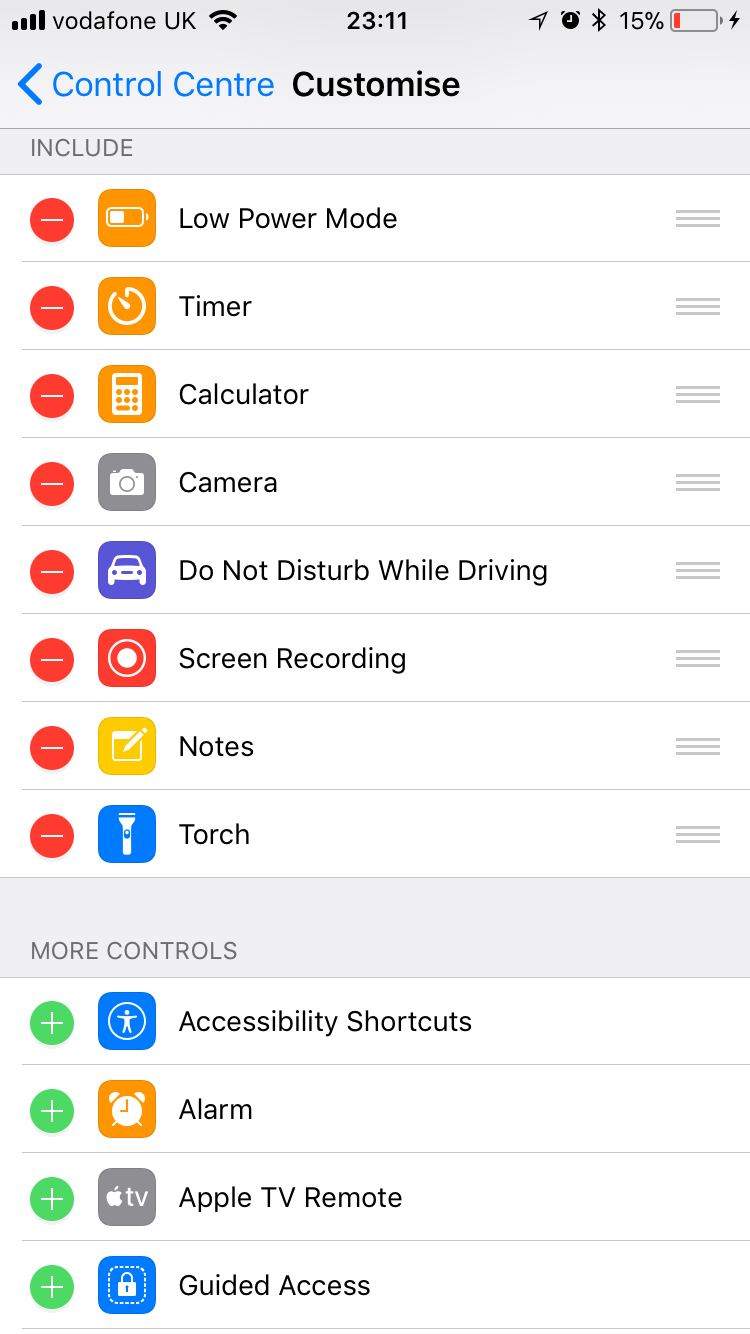 vodafone UK 23:11 15%
Control Centre Customise
INCLUDE
Low Power Mode
Timer
Calculator
Camera
Do Not Disturb While Driving
Screen Recording
Notes
Torch
MORE CONTROLS
Accessibility Shortcuts
Alarm
tv Apple TV Remote
Guided Access